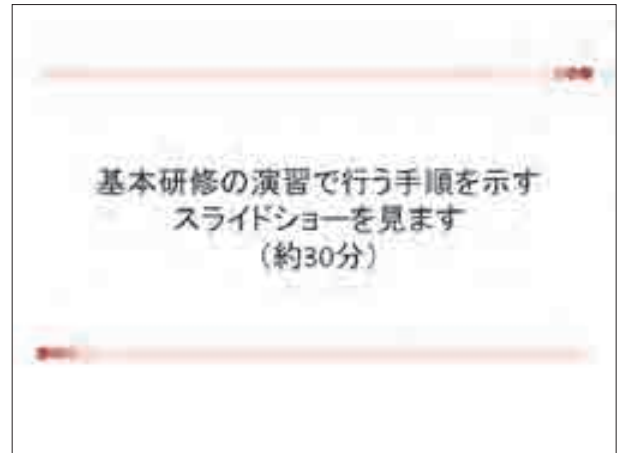 基本研修の演習で行う手順を示す
スライドショーを見ます
（約30分）